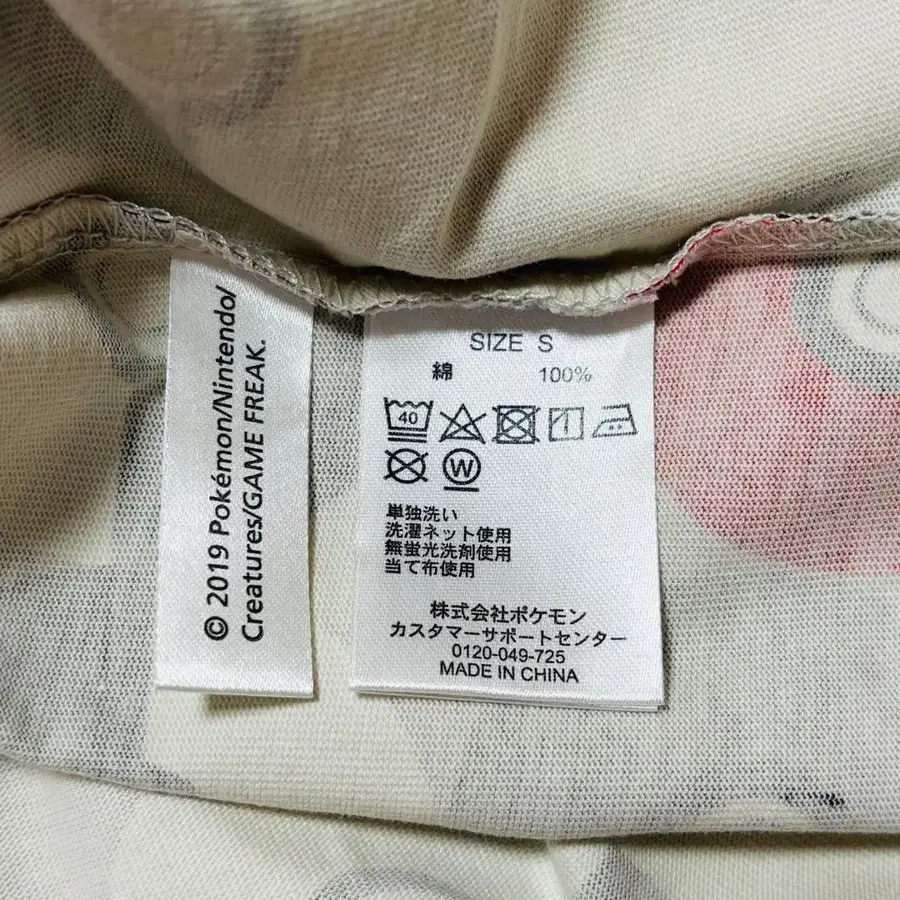 © 2019 Pokémon/Nintendo/
Creatures/GAME FREAK.
SIZE S
綿 100%
40
W
単独洗い
洗濯ネット使用
無蛍光洗剤使用
当て布使用
株式会社ポケモン
カスタマーサポートセンター
0120-049-725
MADE IN CHINA